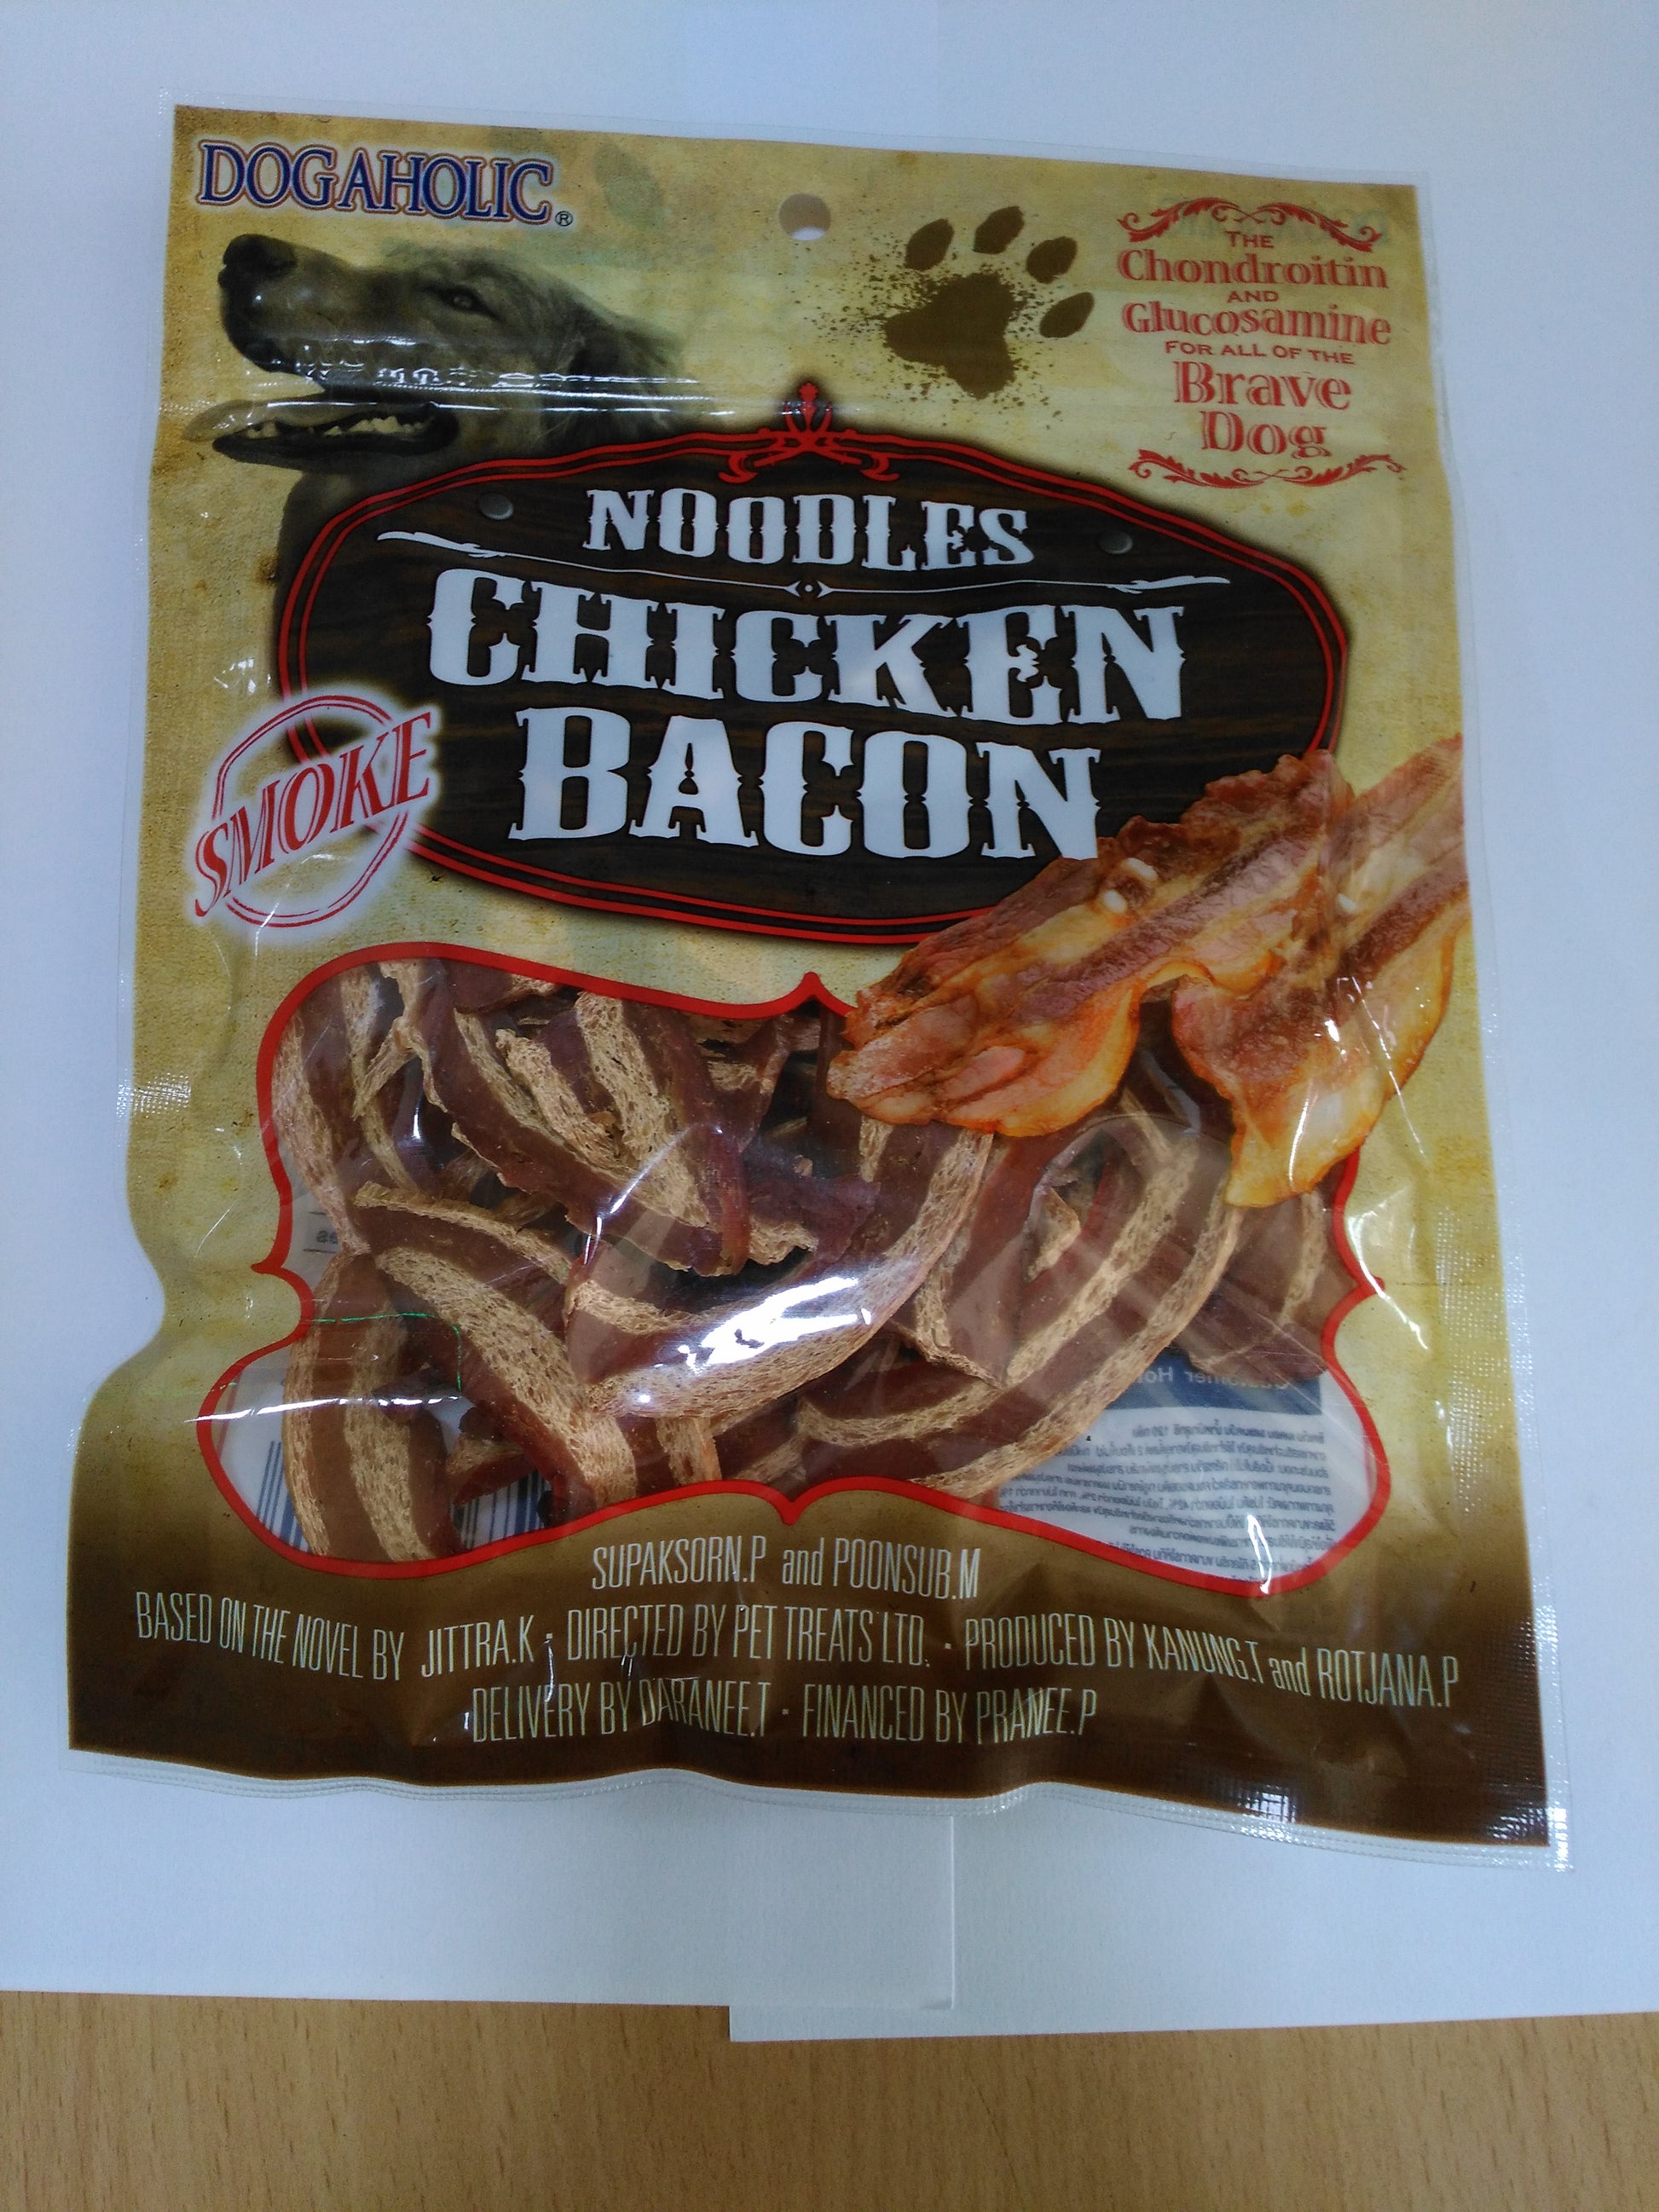 DOGAHOLIC®
THE
Chondroitin
AND
Glucosamine
FOR ALL OF THE
Brave
Dog
NOODLES
CHICKEN
BACON
SMOKE
SUPAKSORN.P and POONSUB.M
BASED ON THE NOVEL BY JITTRA.K · DIRECTED BY PET TREATS LTD. · PRODUCED BY KANUNG.T and ROTJANA.P
DELIVERY BY DARANEE.T · FINANCED BY PRANEE.P